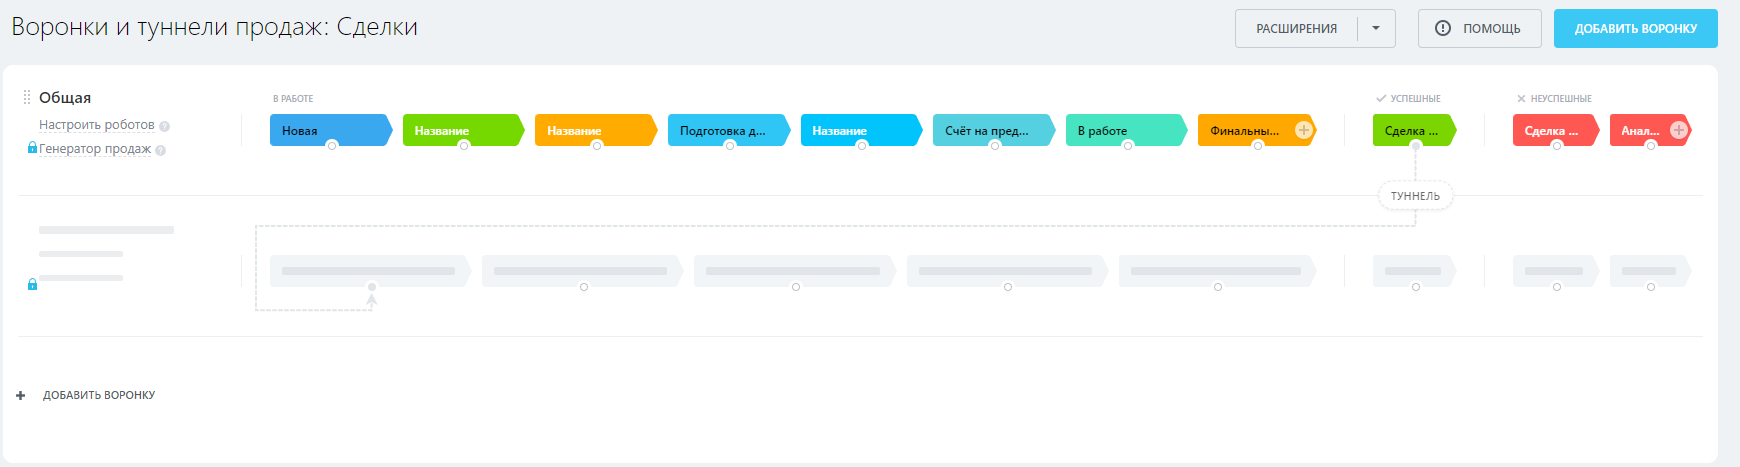 Воронки и туннели продаж: Сделки
РАСШИРЕНИЯ
ПОМОЩЬ
ДОБАВИТЬ ВОРОНКУ
Общая
Настроить роботов
Генератор продаж
В РАБОТЕ
УСПЕШНЫЕ
НЕУСПЕШНЫЕ
Новая
Название
Название
Подготовка д...
Название
Счёт на пред...
В работе
Финальны...
Сделка ...
Сделка ...
Анал...
ТУННЕЛЬ
ДОБАВИТЬ ВОРОНКУ